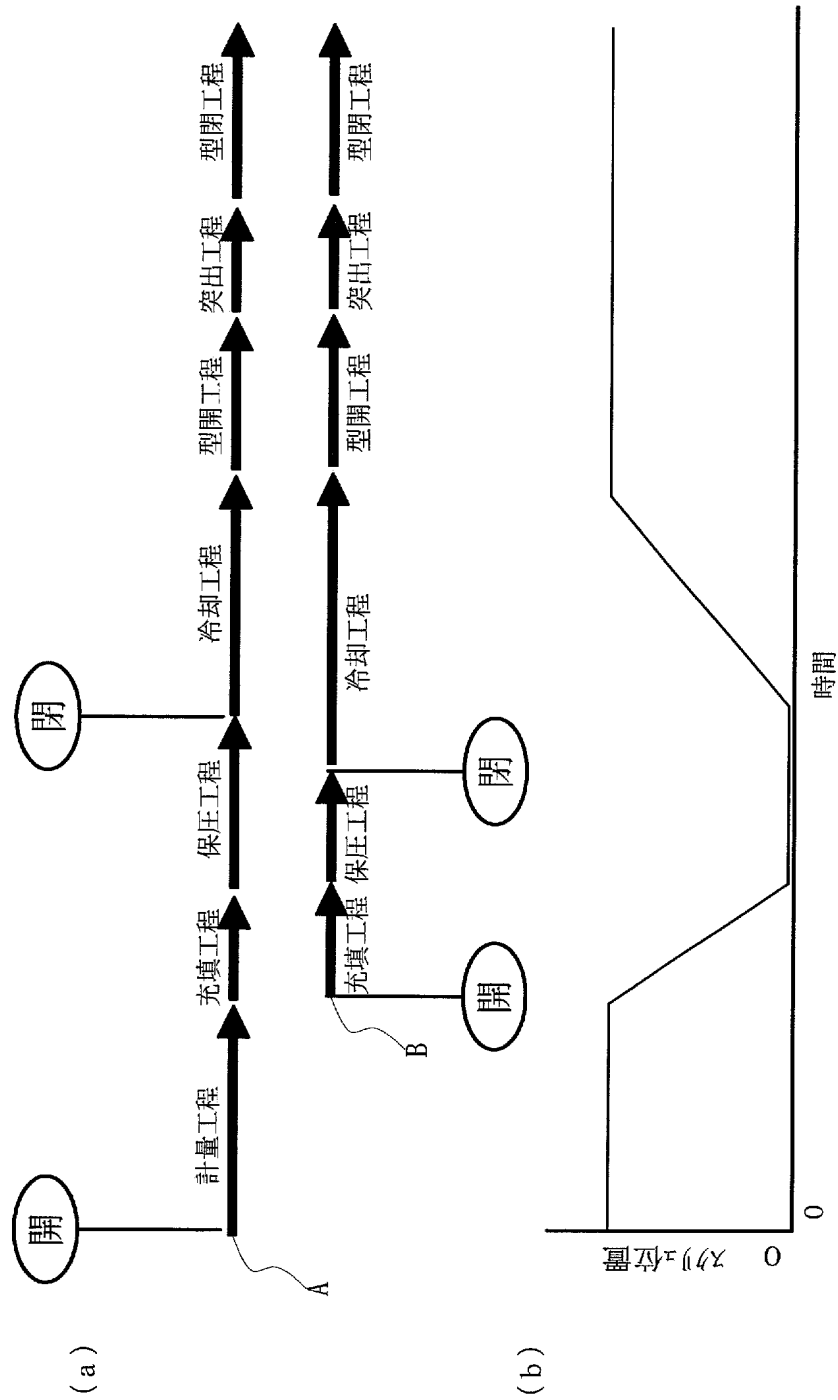 (a)
開
閉
計量工程
充填工程
保圧工程
冷却工程
型開工程
突出工程
型閉工程
A
充填工程
保圧工程
冷却工程
型開工程
突出工程
型閉工程
B
開
閉
(b)
スクリュ位置
0
0
時間